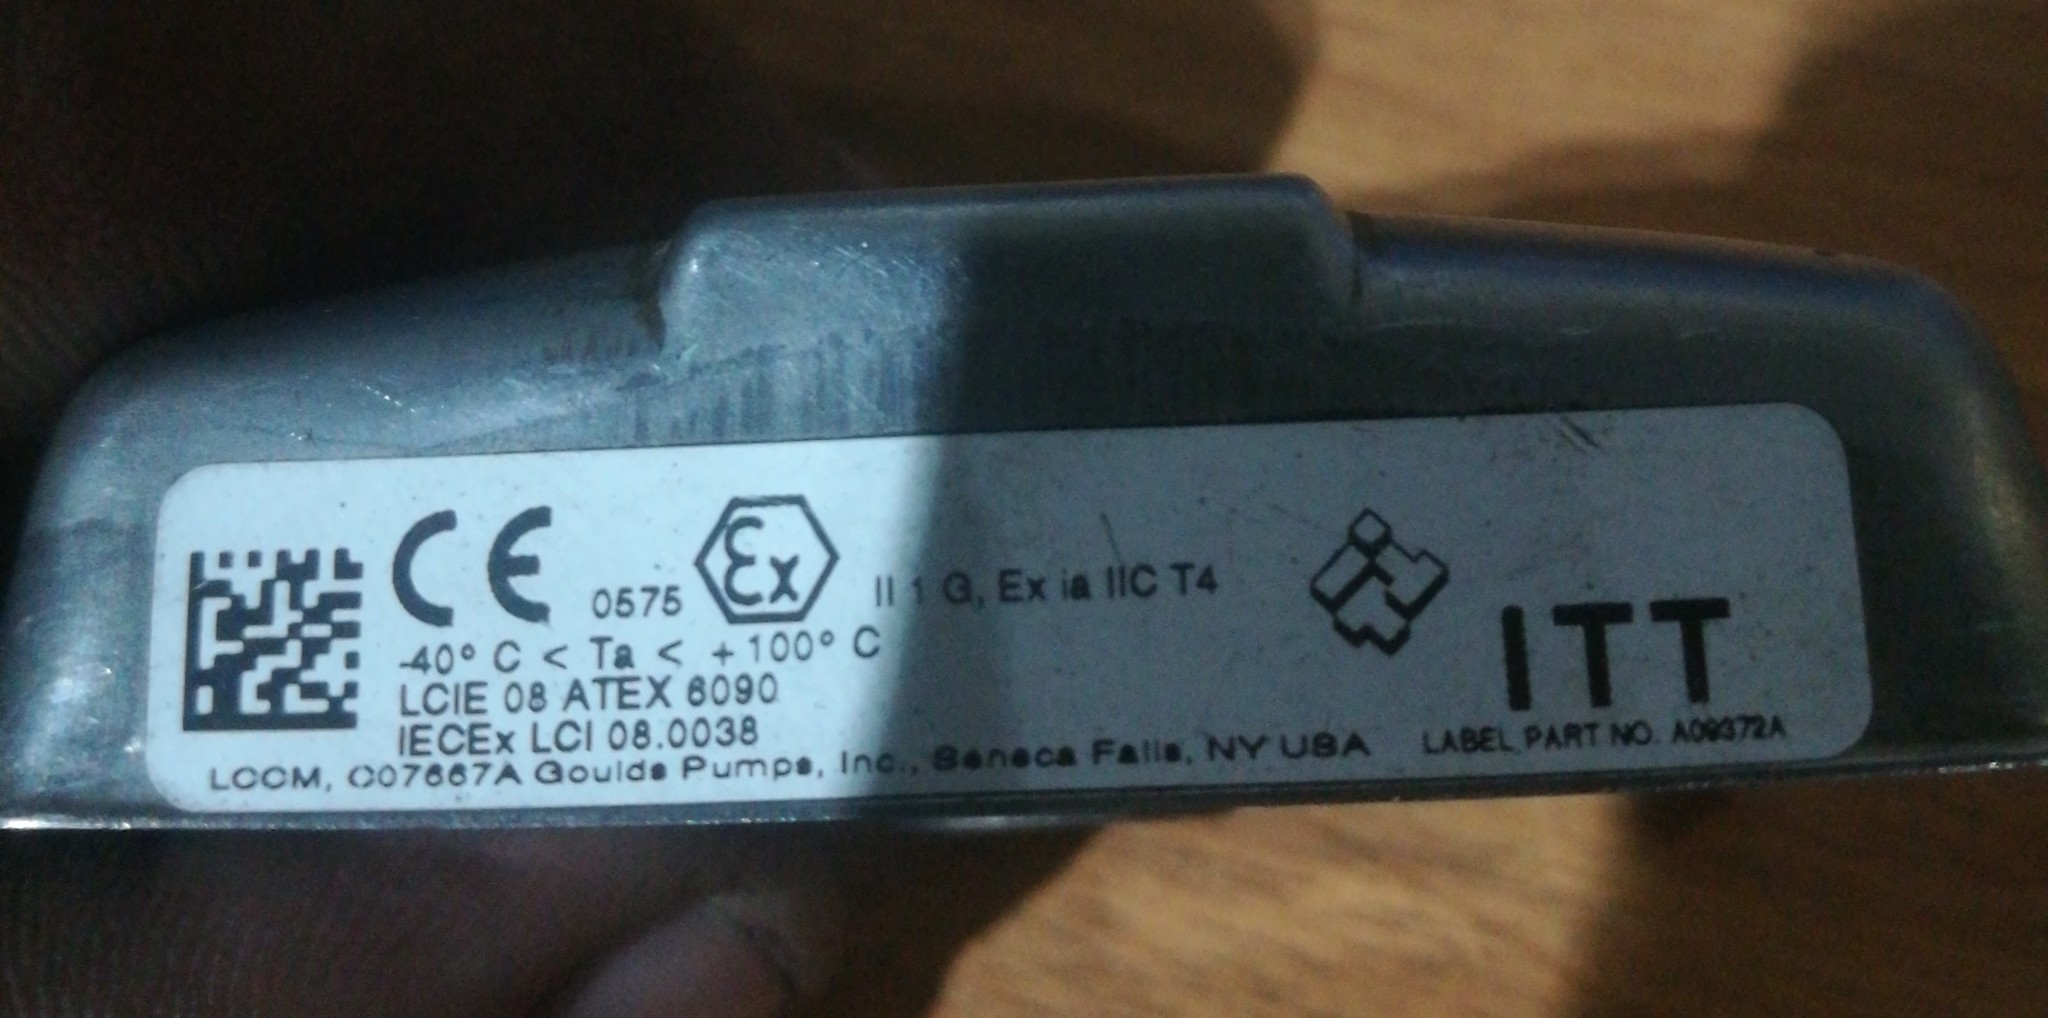 CE 0575 Ex II 1 G, Ex ia IIC T4
-40° C < Ta < +100° C
LCIE 08 ATEX 6090
IECEx LCI 08.0038
ITT
LCCM, C07667A Goulds Pumps, Inc., Seneca Falls, NY USA
LABEL PART NO. A09372A